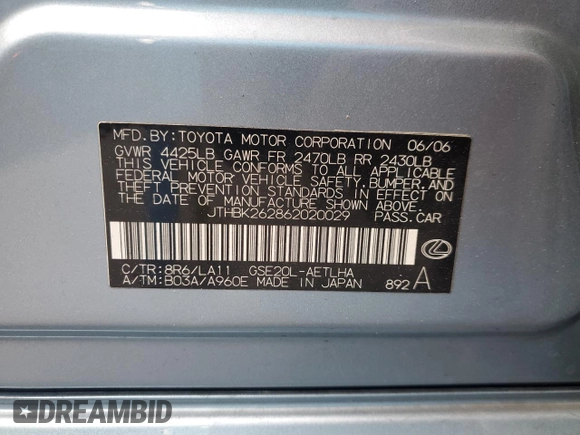 MFD. BY: TOYOTA MOTOR CORPORATION 06/06
GVWR 4425LB GAWR FR 2470LB RR 2430LB
THIS VEHICLE CONFORMS TO ALL APPLICABLE
FEDERAL MOTOR VEHICLE SAFETY, BUMPER, AND
THEFT PREVENTION STANDARDS IN EFFECT ON
THE DATE OF MANUFACTURE SHOWN ABOVE.
JTHBK262862020029 PASS.CAR
C/TR: 8R6/LA11 GSE20L-AETLHA
A/TM: B03A/A960E MADE IN JAPAN 892 A
DREAMBID